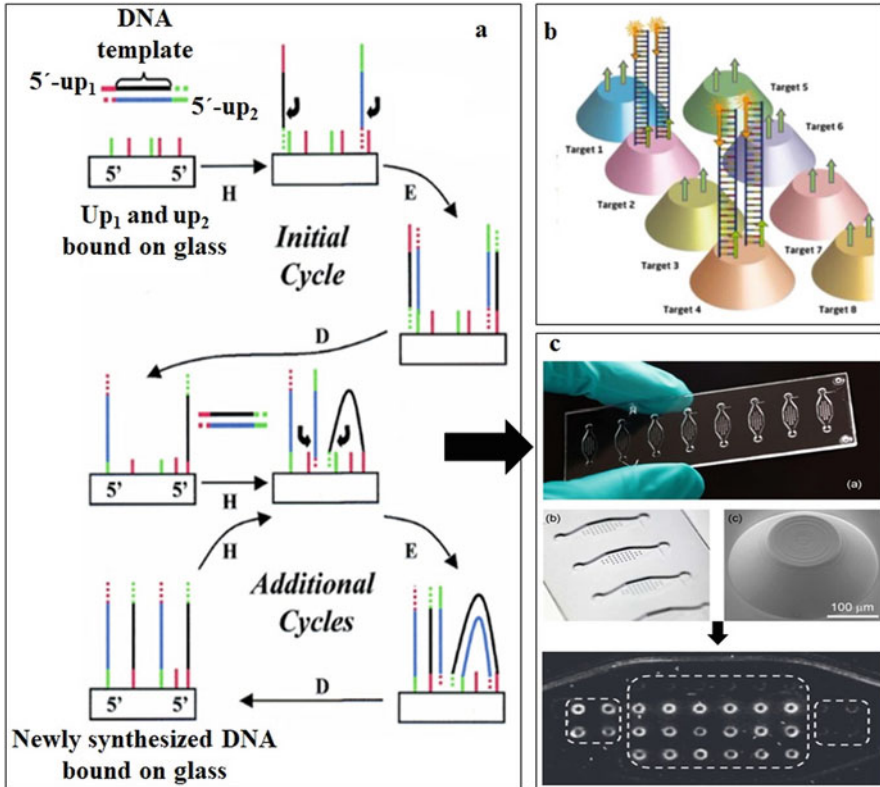 a
DNA
template
5´-up1
5´-up2
5’ 5’
H
E
Up1 and up2
bound on glass
Initial
Cycle
D
5’ 5’
H
H
E
Additional
Cycles
5’ 5’
D
Newly synthesized DNA
bound on glass
b
Target 5
Target 1
Target 6
Target 2
Target 3
Target 7
Target 4
Target 8
c
(a)
(b)
(c)
100 µm